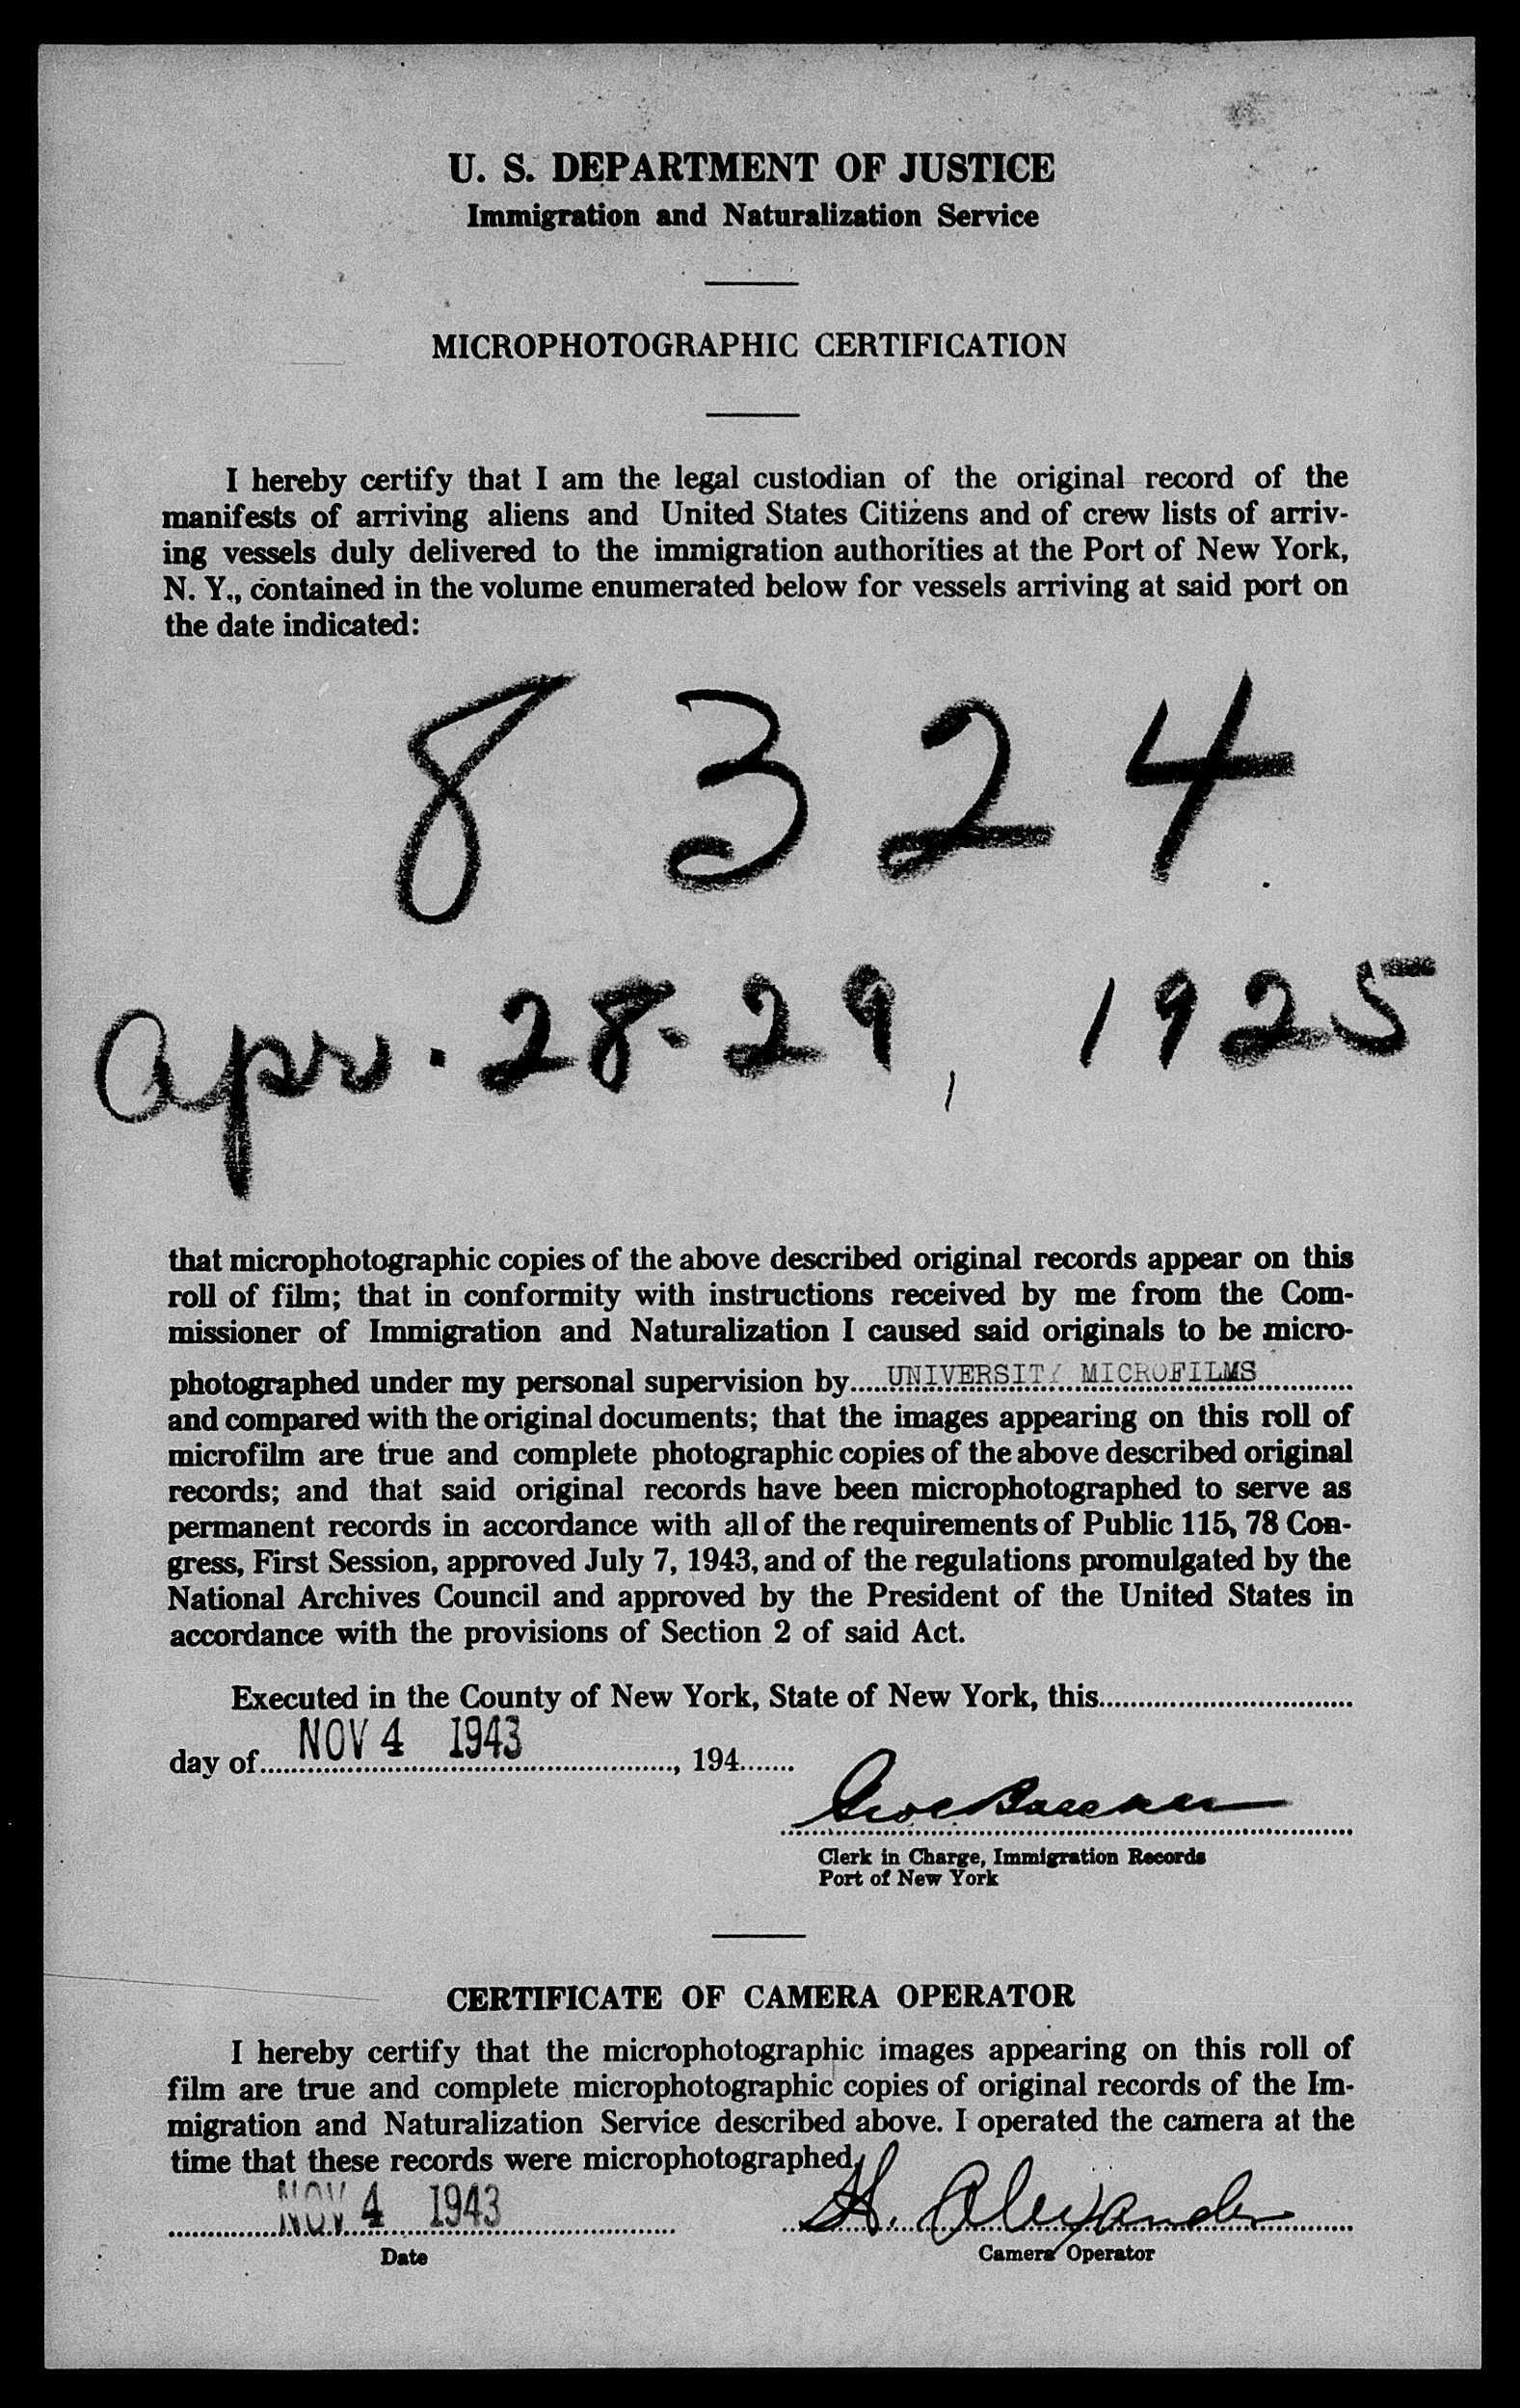 U. S. DEPARTMENT OF JUSTICE
Immigration and Naturalization Service
MICROPHOTOGRAPHIC CERTIFICATION
I hereby certify that I am the legal custodian of the original record of the
manifests of arriving aliens and United States Citizens and of crew lists of arriv-
ing vessels duly delivered to the immigration authorities at the Port of New York,
N. Y., contained in the volume enumerated below for vessels arriving at said port on
the date indicated:
8324
Apr. 28-29, 1925
that microphotographic copies of the above described original records appear on this
roll of film; that in conformity with instructions received by me from the Com-
missioner of Immigration and Naturalization I caused said originals to be micro-
photographed under my personal supervision by.....UNIVERSITY MICROFILMS
and compared with the original documents; that the images appearing on this roll of
microfilm are true and complete photographic copies of the above described original
records; and that said original records have been microphotographed to serve as
permanent records in accordance with all of the requirements of Public 115, 78 Con-
gress, First Session, approved July 7, 1943, and of the regulations promulgated by the
National Archives Council and approved by the President of the United States in
accordance with the provisions of Section 2 of said Act.
Executed in the County of New York, State of New York, this
day of NOV 4 1943, 194
Clerk in Charge, Immigration Records
Port of New York
CERTIFICATE OF CAMERA OPERATOR
I hereby certify that the microphotographic images appearing on this roll of
film are true and complete microphotographic copies of original records of the Im-
migration and Naturalization Service described above. I operated the camera at the
time that these records were microphotographed.
NOV 4 1943 H. Alexander
Date Camera Operator